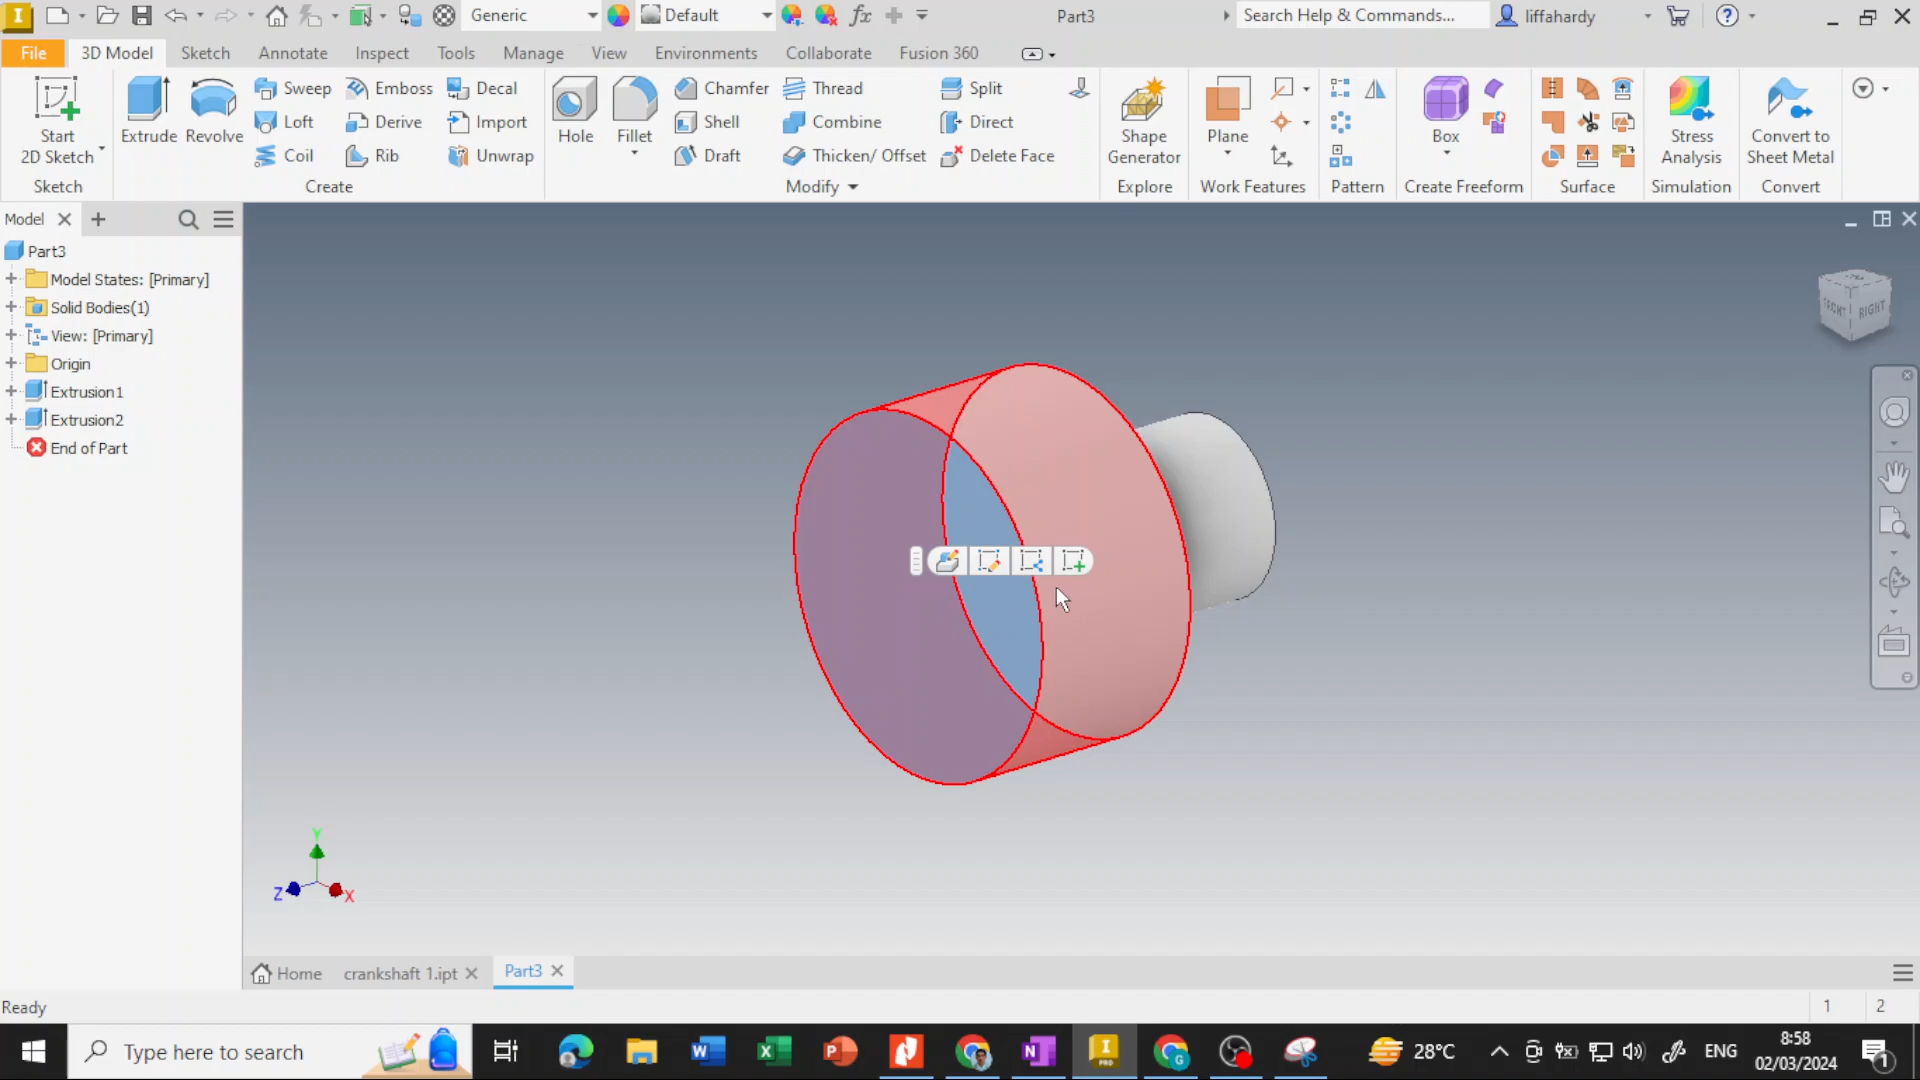 Generic
Default
fx
Part3
Search Help & Commands...
liffahardy
File
3D Model
Sketch
Annotate
Inspect
Tools
Manage
View
Environments
Collaborate
Fusion 360
Start
2D Sketch
Extrude
Revolve
Sweep
Loft
Coil
Emboss
Derive
Rib
Decal
Import
Unwrap
Hole
Fillet
Chamfer
Shell
Draft
Thread
Combine
Thicken/ Offset
Split
Direct
Delete Face
Shape
Generator
Plane
Box
Stress
Analysis
Convert to
Sheet Metal
Sketch
Create
Modify
Explore
Work Features
Pattern
Create Freeform
Surface
Simulation
Convert
Model
Part3
Model States: [Primary]
Solid Bodies(1)
View: [Primary]
Origin
Extrusion1
Extrusion2
End of Part
FRONT
RIGHT
Y
Z
X
Home
crankshaft 1.ipt
Part3
Ready
1
2
Type here to search
28°C
ENG
8:58
02/03/2024
1